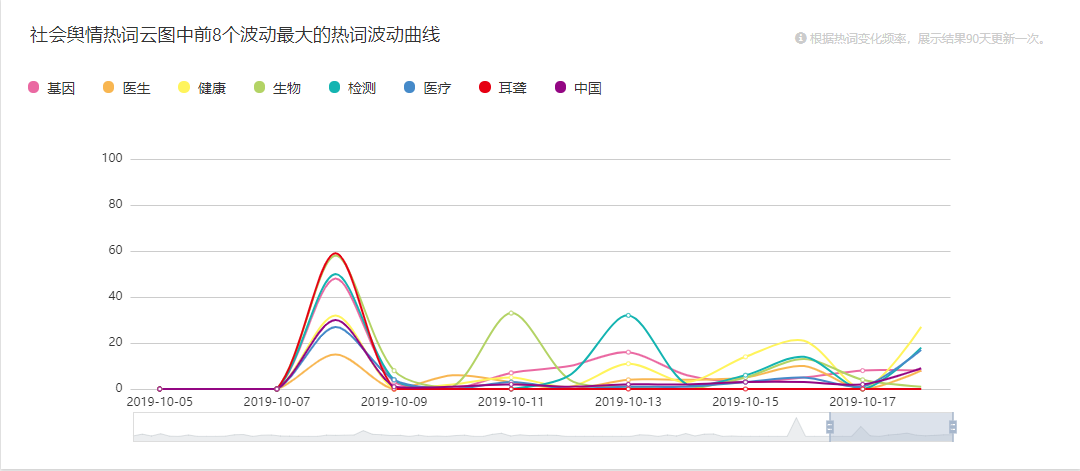 社会舆情热词云图中前8个波动最大的热词波动曲线
根据热词变化频率，展示结果90天更新一次。
基因 医生 健康 生物 检测 医疗 耳聋 中国
100
80
60
40
20
0
2019-10-05 2019-10-07 2019-10-09 2019-10-11 2019-10-13 2019-10-15 2019-10-17